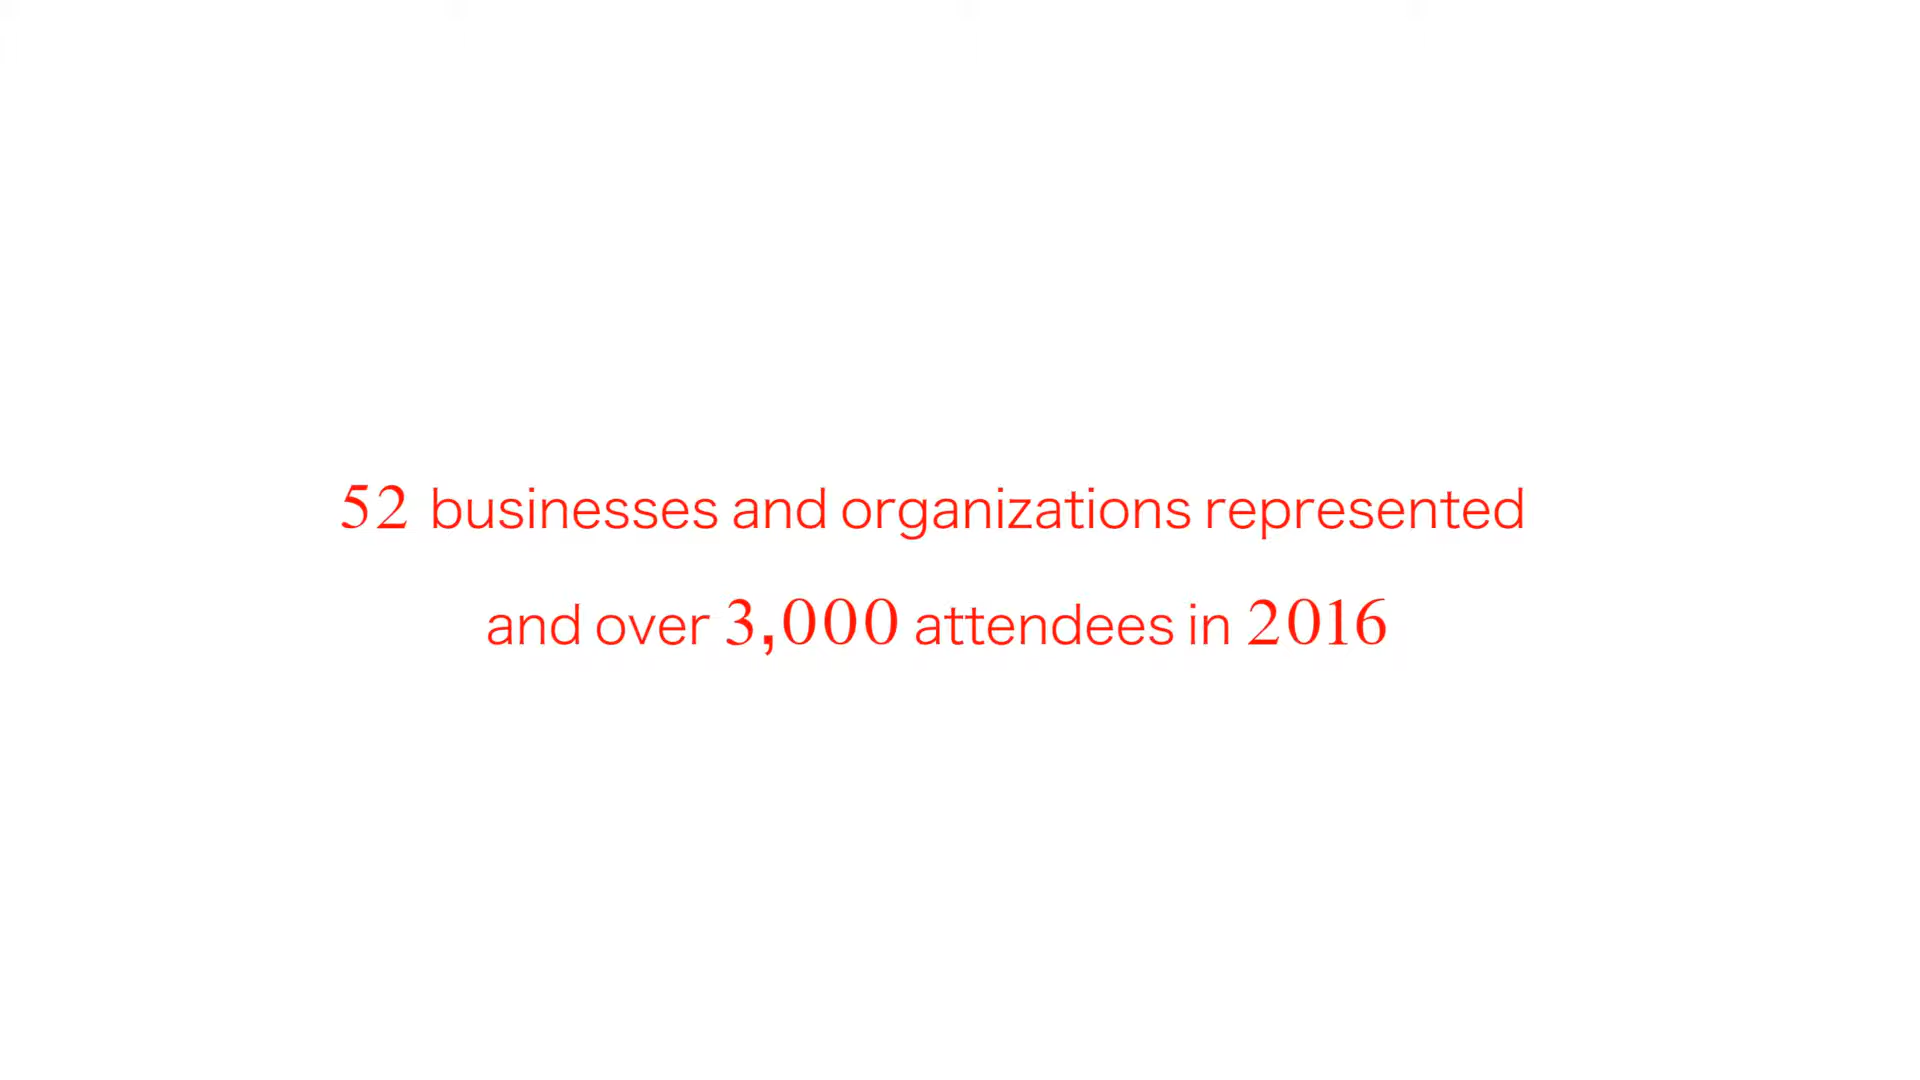 52 businesses and organizations represented
and over 3,000 attendees in 2016